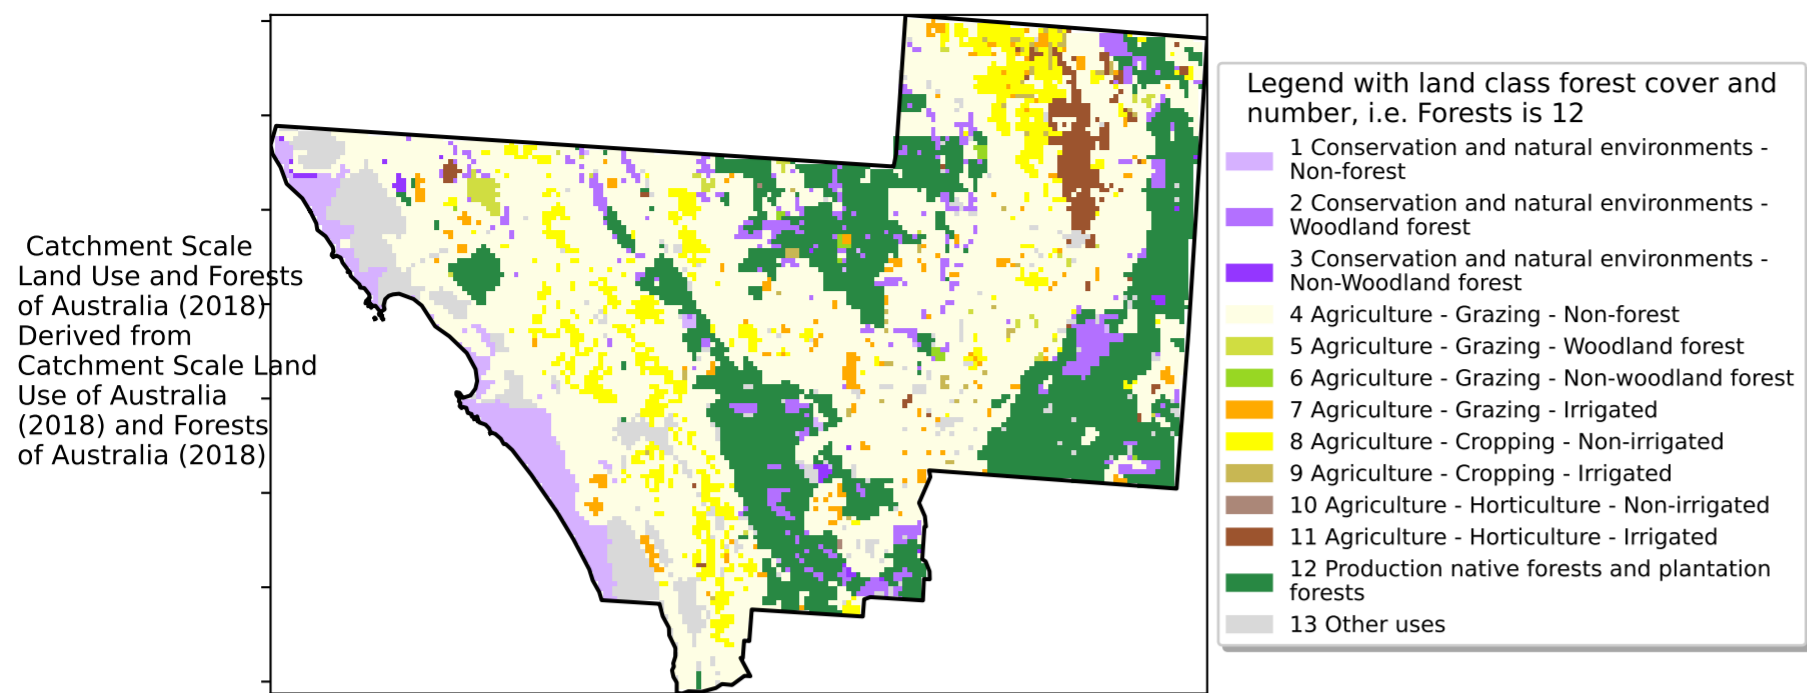 Catchment Scale
Land Use and Forests
of Australia (2018)
Derived from
Catchment Scale Land
Use of Australia
(2018) and Forests
of Australia (2018)
Legend with land class forest cover and
number, i.e. Forests is 12
1 Conservation and natural environments -
Non-forest
2 Conservation and natural environments -
Woodland forest
3 Conservation and natural environments -
Non-Woodland forest
4 Agriculture - Grazing - Non-forest
5 Agriculture - Grazing - Woodland forest
6 Agriculture - Grazing - Non-woodland forest
7 Agriculture - Grazing - Irrigated
8 Agriculture - Cropping - Non-irrigated
9 Agriculture - Cropping - Irrigated
10 Agriculture - Horticulture - Non-irrigated
11 Agriculture - Horticulture - Irrigated
12 Production native forests and plantation
forests
13 Other uses